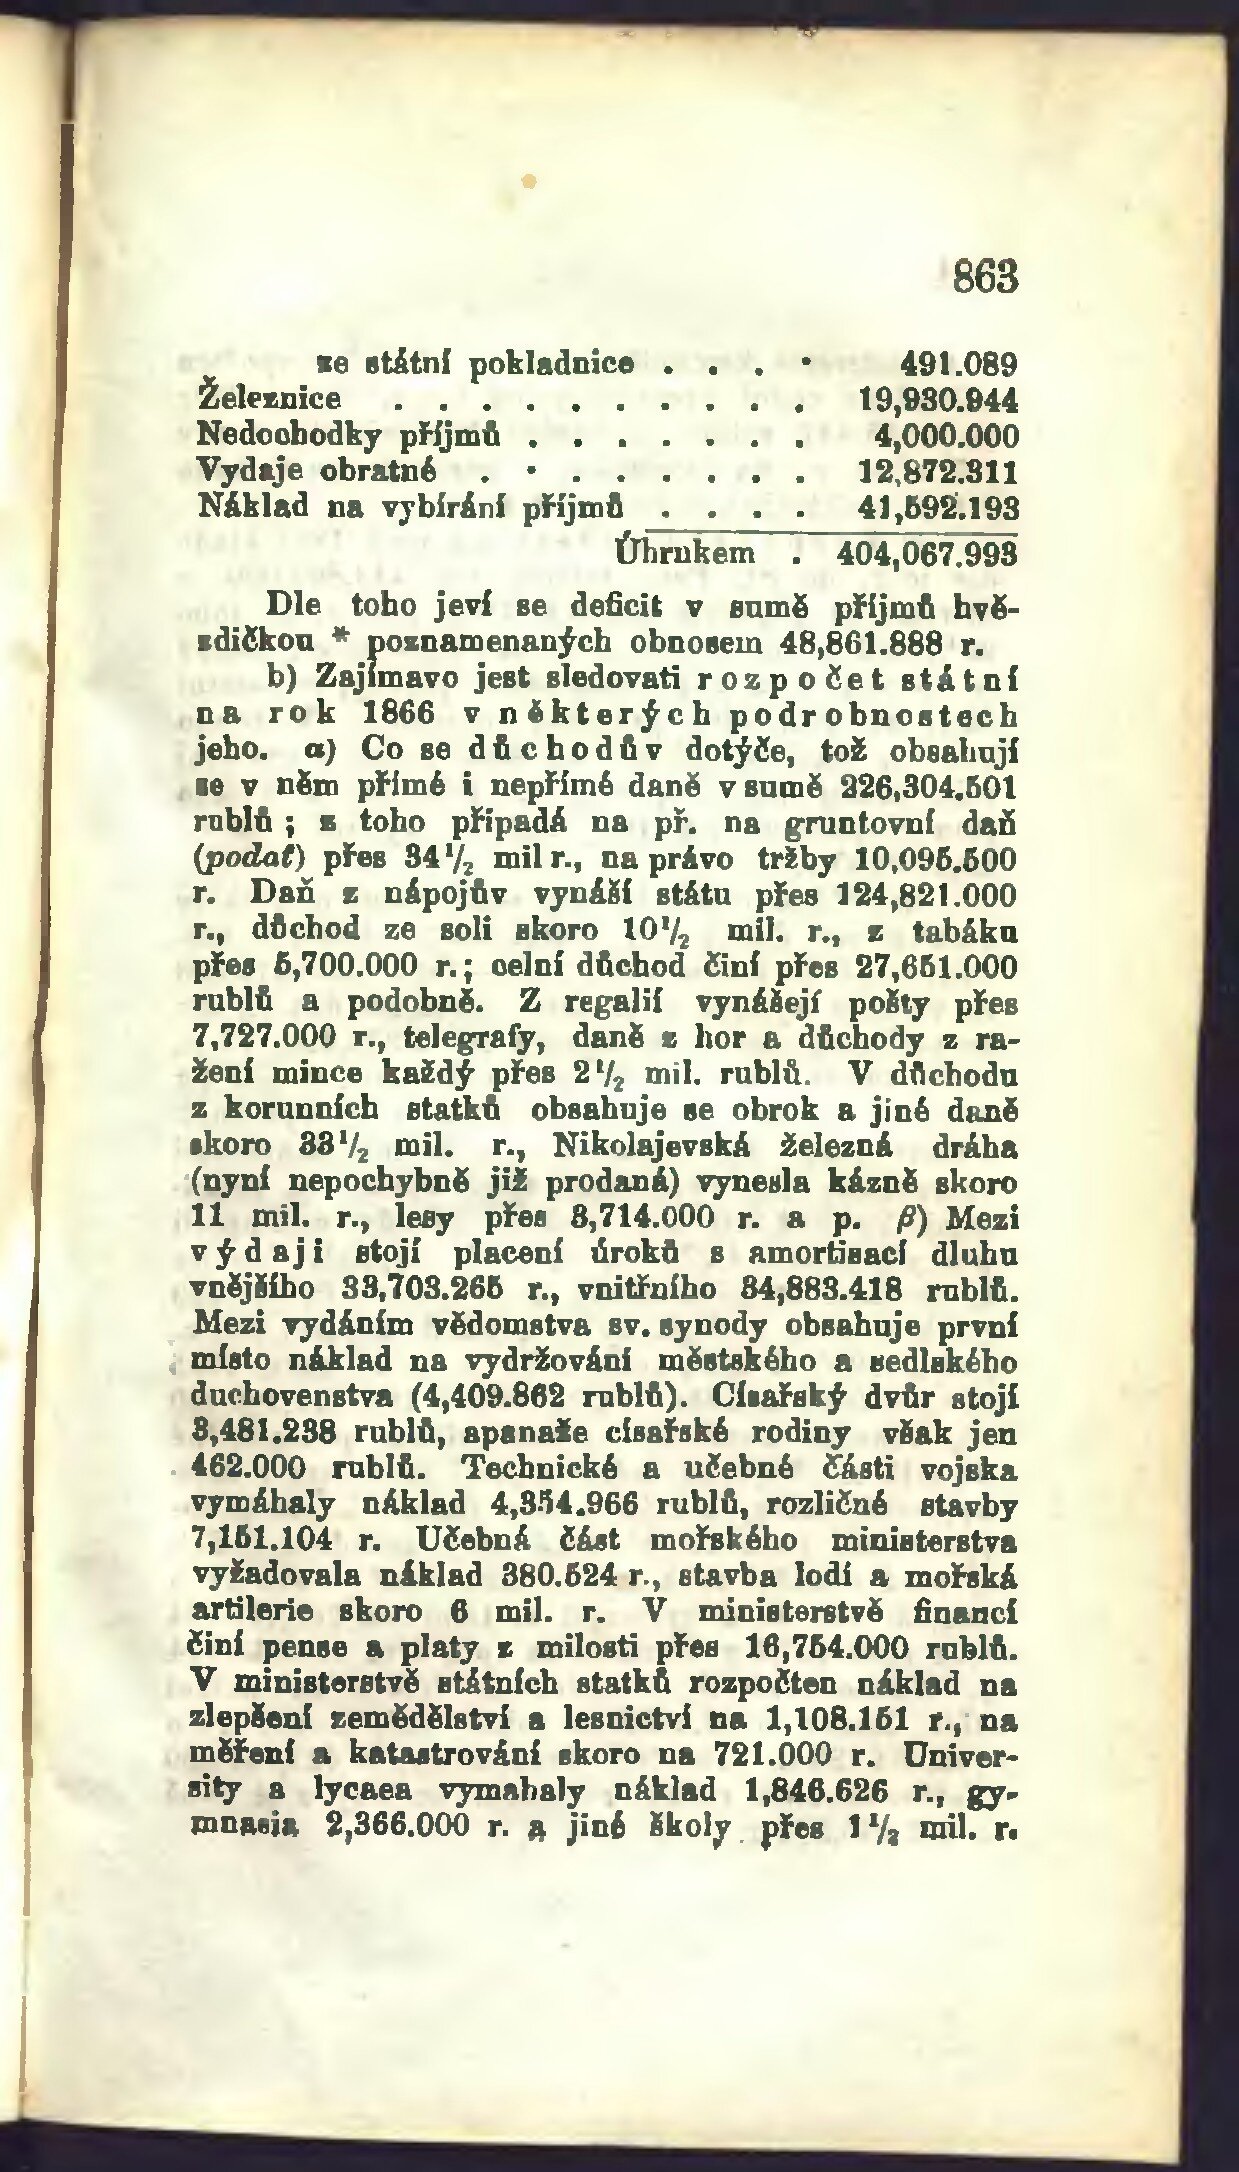 863
ze státní pokladnice . . . . 491.089
Železnice . . . . . . . . . . 19,930.944
Nedochodky příjmů . . . . . . . 4,000.000
Vydaje obratné . . . . . . . . 12,872.311
Náklad na vybírání příjmů . . . . 41,592.193
Úhrnkem . 404,067.993
Dle toho jeví se deficit v sumě příjmů hvě-
zdičkou * poznamenaných obnosem 48,861.888 r.
b) Zajímavo jest sledovati rozpočet státní
na rok 1866 v některých podrobnostech
jeho. α) Co se důchodův dotýče, tož obsahují
se v něm přímé i nepřímé daně v sumě 226,304.501
rublů ; z toho připadá na př. na gruntovní daň
(podať) přes 34½ mil r., na právo tržby 10,095.500
r. Daň z nápojův vynáší státu přes 124,821.000
r., důchod ze soli skoro 10½ mil. r., z tabáku
přes 5,700.000 r.; celní důchod činí přes 27,651.000
rublů a podobně. Z regalií vynášejí pošty přes
7,727.000 r., telegrafy, daně z hor a důchody z ra-
žení mince každý přes 2½ mil. rublů. V důchodu
z korunních statků obsahuje se obrok a jiné daně
skoro 33½ mil. r., Nikolajevská železná dráha
(nyní nepochybně již prodaná) vynesla kázně skoro
11 mil. r., lesy přes 3,714.000 r. a p. β) Mezi
výdaji stojí placení úroků s amortisací dluhu
vnějšího 33,703.265 r., vnitřního 34,883.418 rublů.
Mezi vydáním vědomstva sv. synody obsahuje první
místo náklad na vydržování městského a sedlského
duchovenstva (4,409.862 rublů). Císařský dvůr stojí
3,481.238 rublů, apanaže císařské rodiny však jen
462.000 rublů. Technické a učebné části vojska
vymáhaly náklad 4,354.966 rublů, rozličné stavby
7,151.104 r. Učebná část mořského ministerstva
vyžadovala náklad 380.524 r., stavba lodí a mořská
artilerie skoro 6 mil. r. V ministerstvě financí
činí pense a platy z milosti přes 16,754.000 rublů.
V ministerstvě státních statků rozpočten náklad na
zlepšení zemědělství a lesnictví na 1,108.151 r., na
měření a katastrování skoro na 721.000 r. Univer-
sity a lycaea vymahaly náklad 1,846.626 r., gy-
mnasia 2,366.000 r. a jiné školy přes 1½ mil. r.